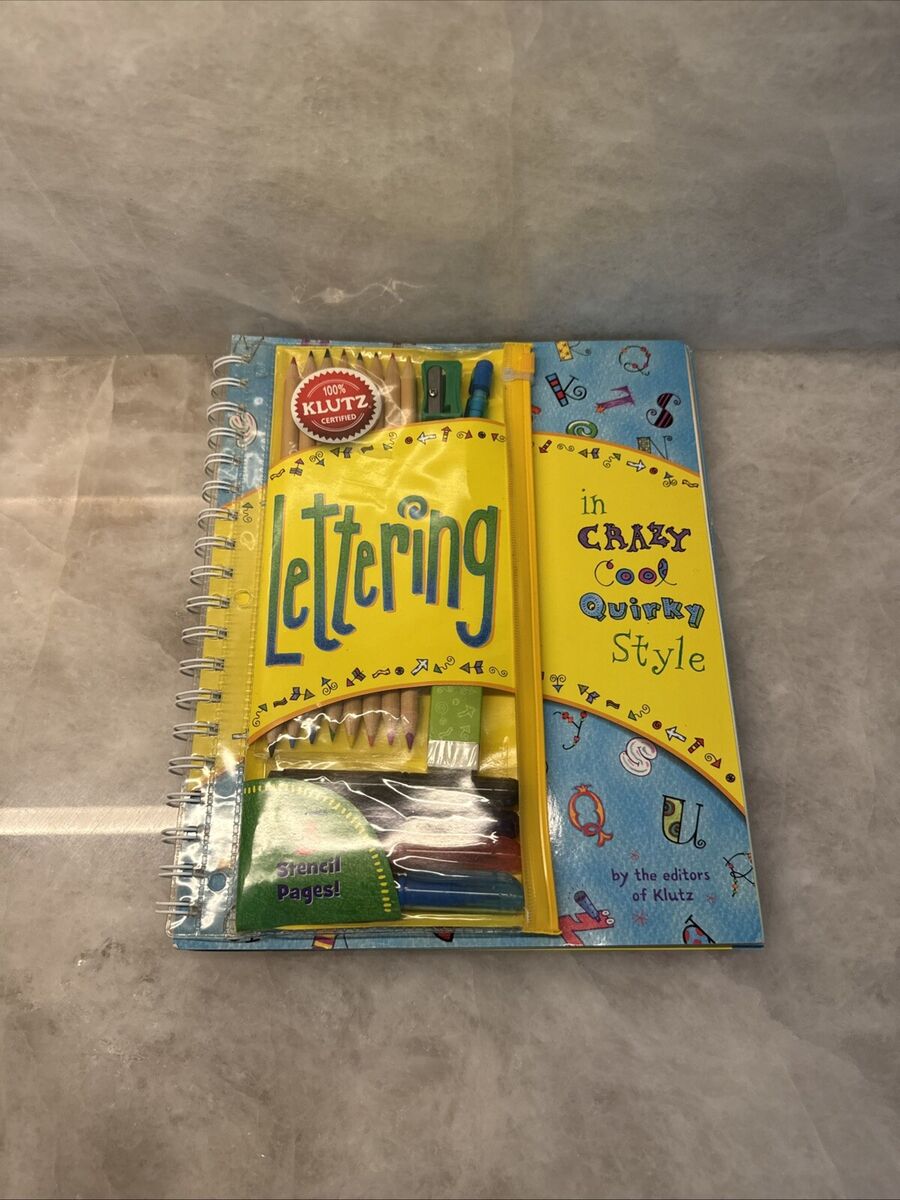 100%
KLUTZ
CERTIFIED
Lettering
in
CRAZY
Cool
Quirky
Style
Stencil
Pages!
by the editors
of Klutz